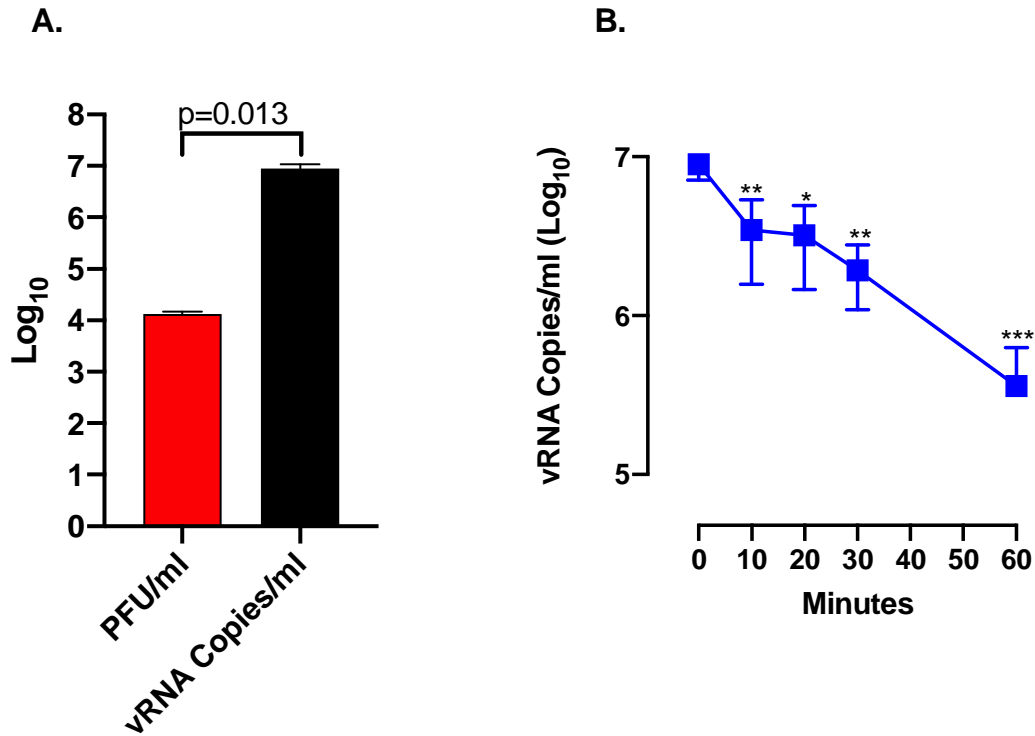 A.
p=0.013
Log10
8
7
6
5
4
3
2
1
0
PFU/ml
vRNA Copies/ml
B.
vRNA Copies/ml (Log10)
7
6
5
**
*
**
***
0 10 20 30 40 50 60
Minutes